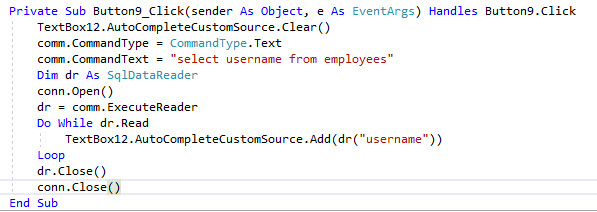 Private Sub Button9_Click(sender As Object, e As EventArgs) Handles Button9.Click
TextBox12.AutoCompleteCustomSource.Clear()
comm.CommandType = CommandType.Text
comm.CommandText = "select username from employees"
Dim dr As SqlDataReader
conn.Open()
dr = comm.ExecuteReader
Do While dr.Read
TextBox12.AutoCompleteCustomSource.Add(dr("username"))
Loop
dr.Close()
conn.Close()
End Sub